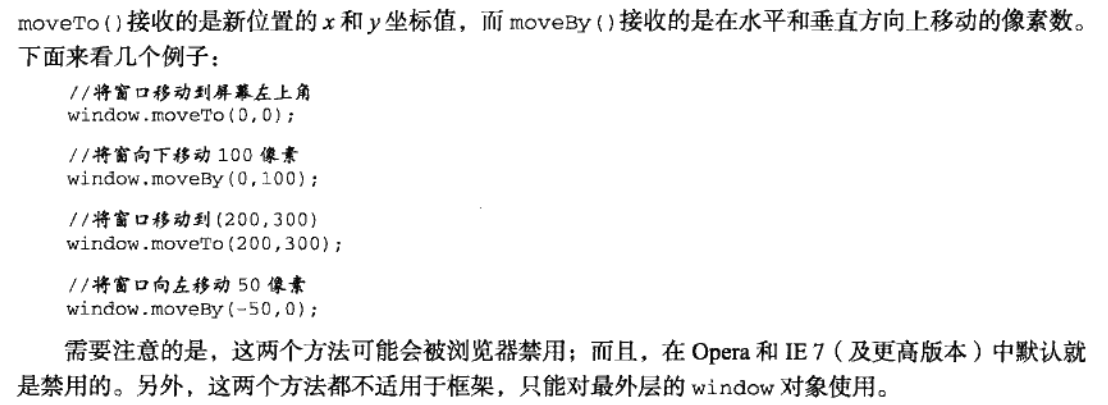 moveTo()接收的是新位置的 x 和 y 坐标值，而 moveBy()接收的是在水平和垂直方向上移动的像素数。
下面来看几个例子：
//将窗口移动到屏幕左上角
window.moveTo(0,0);
//将窗向下移动 100 像素
window.moveBy(0,100);
//将窗口移动到(200,300)
window.moveTo(200,300);
//将窗口向左移动 50 像素
window.moveBy(-50,0);
需要注意的是，这两个方法可能会被浏览器禁用；而且，在 Opera 和 IE 7（及更高版本）中默认就
是禁用的。另外，这两个方法都不适用于框架，只能对最外层的 window 对象使用。